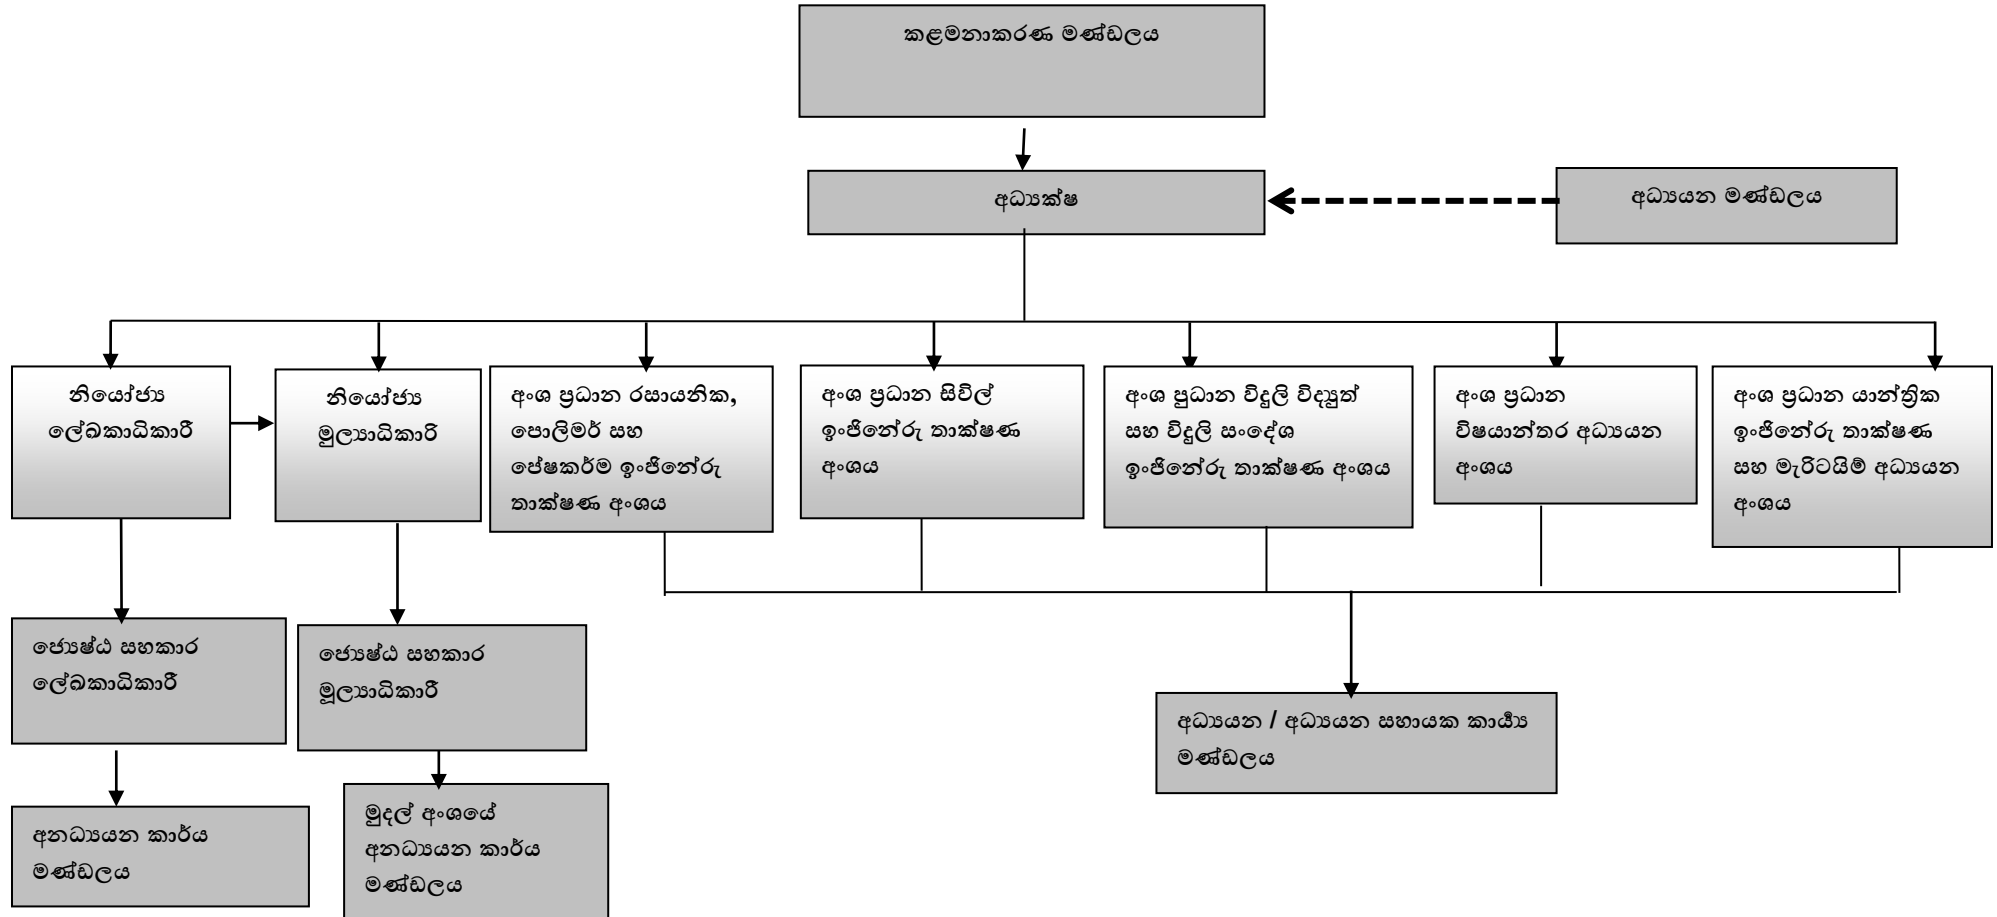 කළමනාකරණ මණ්ඩලය
අධ්‍යක්ෂ
අධ්‍යයන මණ්ඩලය
නියෝජ්‍ය
ලේඛකාධිකාරී
නියෝජ්‍ය
මුල්‍යාධිකාරි
අංශ ප්‍රධාන රසායනික,
පොලිමර් සහ
පේෂකර්ම ඉංජිනේරු
තාක්ෂණ අංශය
අංශ ප්‍රධාන සිවිල්
ඉංජිනේරු තාක්ෂණ
අංශය
අංශ පුධාන විදුලි විද්‍යුත්
සහ විදුලි සංදේශ
ඉංජිනේරු තාක්ෂණ අංශය
අංශ ප්‍රධාන
විෂයාන්තර අධ්‍යයන
අංශය
අංශ ප්‍රධාන යාන්ත්‍රික
ඉංජිනේරු තාක්ෂණ
සහ මැරිටයිම් අධ්‍යයන
අංශය
ජ්‍යෙෂ්ඨ සහකාර
ලේඛකාධිකාරී
ජ්‍යෙෂ්ඨ සහකාර
මූල්‍යාධිකාරී
අධ්‍යයන / අධ්‍යයන සහායක කාර්‍ය්‍ය
මණ්ඩලය
අනධ්‍යයන කාර්ය
මණ්ඩලය
මුදල් අංශයේ
අනධ්‍යයන කාර්ය
මණ්ඩලය